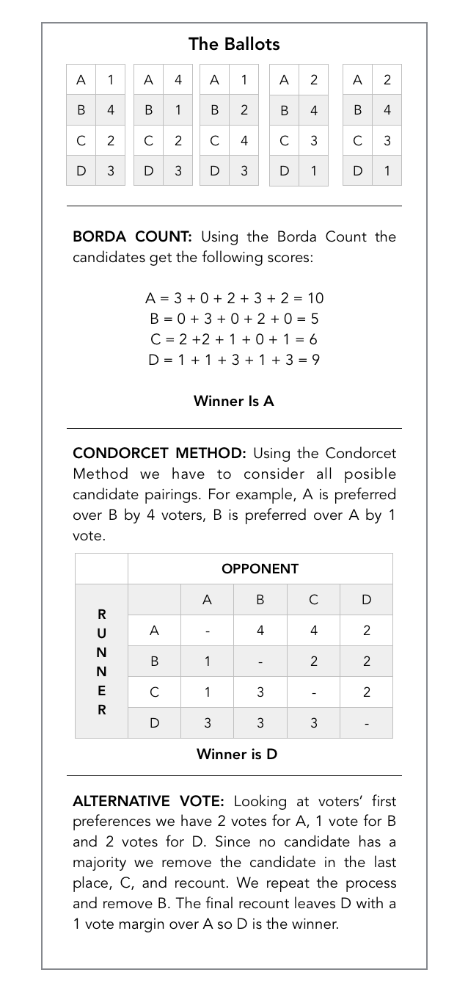 The Ballots
A 1 A 4 A 1 A 2 A 2
B 4 B 1 B 2 B 4 B 4
C 2 C 2 C 4 C 3 C 3
D 3 D 3 D 3 D 1 D 1
BORDA COUNT: Using the Borda Count the
candidates get the following scores:
A = 3 + 0 + 2 + 3 + 2 = 10
B = 0 + 3 + 0 + 2 + 0 = 5
C = 2 +2 + 1 + 0 + 1 = 6
D = 1 + 1 + 3 + 1 + 3 = 9
Winner Is A
CONDORCET METHOD: Using the Condorcet
Method we have to consider all posible
candidate pairings. For example, A is preferred
over B by 4 voters, B is preferred over A by 1
vote.
OPPONENT
RUNNER
A B C D
A - 4 4 2
B 1 - 2 2
C 1 3 - 2
D 3 3 3 -
Winner is D
ALTERNATIVE VOTE: Looking at voters’ first
preferences we have 2 votes for A, 1 vote for B
and 2 votes for D. Since no candidate has a
majority we remove the candidate in the last
place, C, and recount. We repeat the process
and remove B. The final recount leaves D with a
1 vote margin over A so D is the winner.